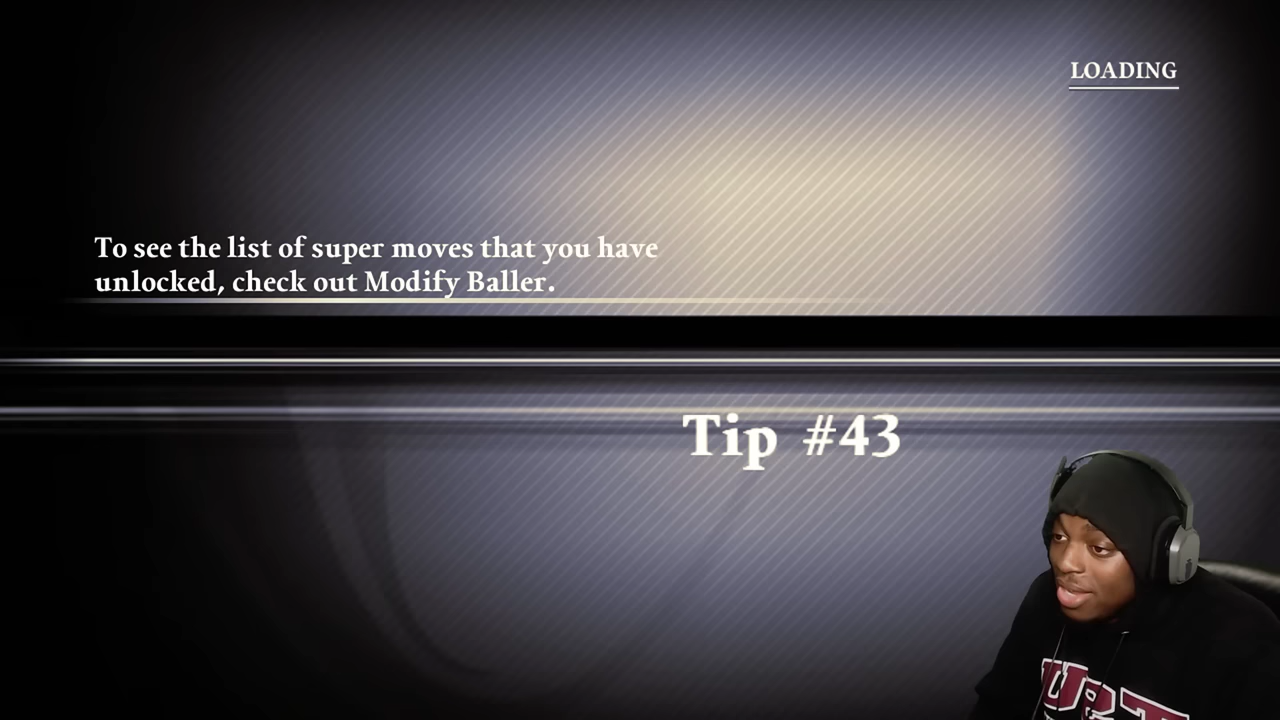 LOADING
To see the list of super moves that you have
unlocked, check out Modify Baller.
Tip #43